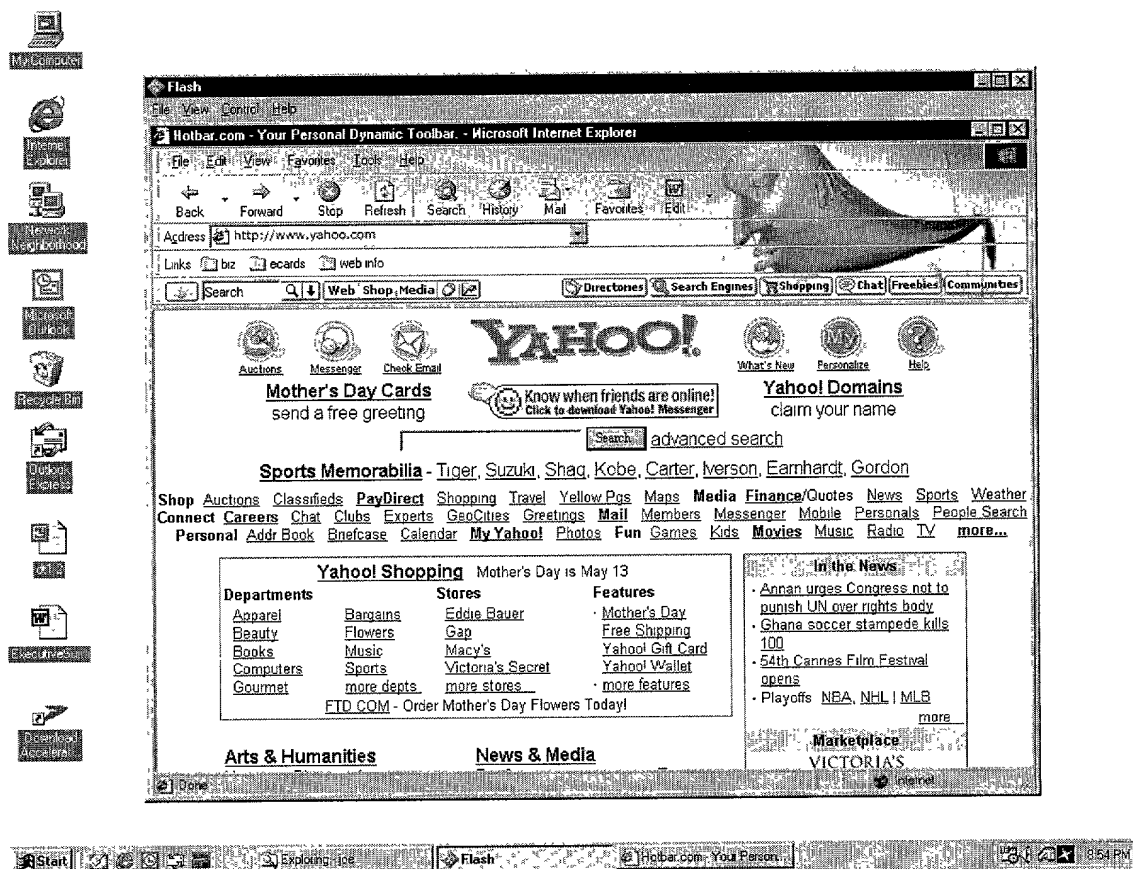 My Computer
Internet
Explorer
Network
Neighborhood
Microsoft
Outlook
Recycle Bin
Outlook
Express
Download
Flash
File View Control Help
Hotbar.com - Your Personal Dynamic Toolbar. - Microsoft Internet Explorer
File Edit View Favorites Tools Help
Back Forward Stop Refresh Search History Mail Favorites Edit
Address http://www.yahoo.com
Links biz ecards web info
Search Web Shop Media Directories Search Engines Shopping Chat Freebies Communities
YAHOO!
Auctions Messenger Check Email What's New Personalize Help
Mother's Day Cards
send a free greeting
Know when friends are online!
Click to download Yahoo! Messenger
Yahoo! Domains
claim your name
Search advanced search
Sports Memorabilia - Tiger, Suzuki, Shaq, Kobe, Carter, Iverson, Earnhardt, Gordon
Shop Auctions Classifieds PayDirect Shopping Travel Yellow Pgs Maps Media Finance/Quotes News Sports Weather
Connect Careers Chat Clubs Experts GeoCities Greetings Mail Members Messenger Mobile Personals People Search
Personal Addr Book Briefcase Calendar My Yahoo! Photos Fun Games Kids Movies Music Radio TV more...
Yahoo! Shopping Mother's Day is May 13
Departments Stores Features
Apparel Bargains Eddie Bauer · Mother's Day
Beauty Flowers Gap Free Shipping
Books Music Macy's Yahoo! Gift Card
Computers Sports Victoria's Secret Yahoo! Wallet
Gourmet more depts more stores · more features
FTD COM - Order Mother's Day Flowers Today!
In the News
· Annan urges Congress not to
punish UN over rights body
· Ghana soccer stampede kills
100
· 54th Cannes Film Festival
opens
· Playoffs NBA, NHL | MLB
more
Marketplace
VICTORIA'S
Arts & Humanities News & Media
Done Internet
Start Exploring - ice Flash Hotbar.com - Your Person... 8:54 PM